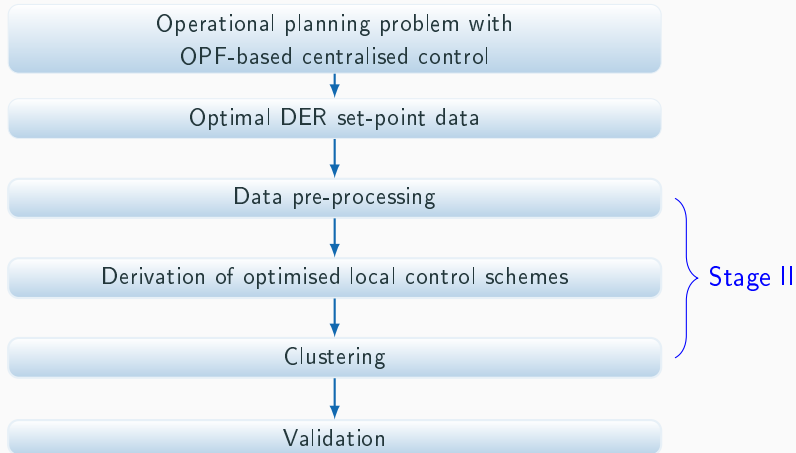 Operational planning problem with
OPF-based centralised control
Optimal DER set-point data
Data pre-processing
Derivation of optimised local control schemes
Stage II
Clustering
Validation